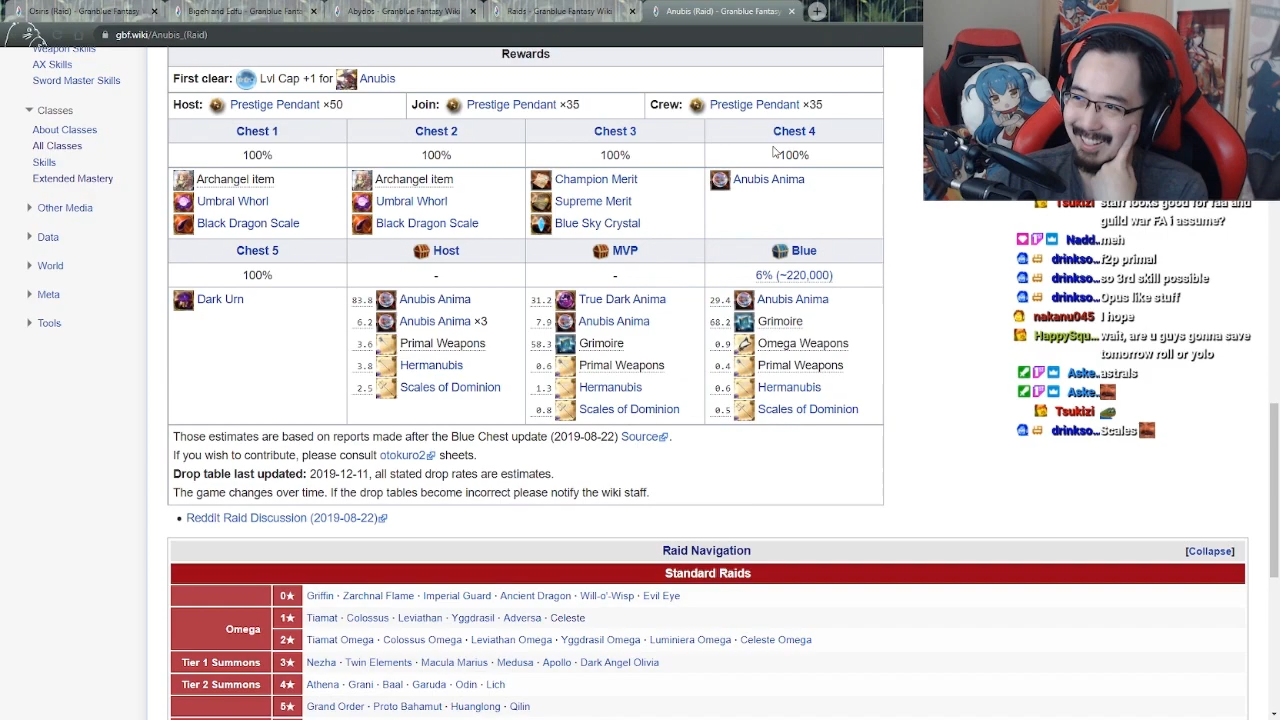 Osiris (Raid) - Granblue Fantasy
Bigeh and Edfu - Granblue Fanta
Abydos - Granblue Fantasy Wiki
Raids - Granblue Fantasy Wiki
Anubis (Raid) - Granblue Fantasy
gbf.wiki/Anubis_(Raid)
Weapon Skills
AX Skills
Sword Master Skills
Classes
About Classes
All Classes
Skills
Extended Mastery
Other Media
Data
World
Meta
Tools
Rewards
First clear: Lvl Cap +1 for Anubis
Host: Prestige Pendant ×50 Join: Prestige Pendant ×35 Crew: Prestige Pendant ×35
Chest 1 Chest 2 Chest 3 Chest 4
100% 100% 100% 100%
Archangel item Archangel item Champion Merit Anubis Anima
Umbral Whorl Umbral Whorl Supreme Merit
Black Dragon Scale Black Dragon Scale Blue Sky Crystal
Chest 5 Host MVP Blue
100% - - 6% (~220,000)
Dark Urn 83.8 Anubis Anima 31.2 True Dark Anima 29.4 Anubis Anima
6.2 Anubis Anima ×3 7.9 Anubis Anima 68.2 Grimoire
3.6 Primal Weapons 58.3 Grimoire 0.9 Omega Weapons
3.8 Hermanubis 0.6 Primal Weapons 0.4 Primal Weapons
2.5 Scales of Dominion 1.3 Hermanubis 0.6 Hermanubis
0.8 Scales of Dominion 0.5 Scales of Dominion
Those estimates are based on reports made after the Blue Chest update (2019-08-22) Source.
If you wish to contribute, please consult otokuro2 sheets.
Drop table last updated: 2019-12-11, all stated drop rates are estimates.
The game changes over time. If the drop tables become incorrect please notify the wiki staff.
• Reddit Raid Discussion (2019-08-22)
Raid Navigation [Collapse]
Standard Raids
0★ Griffin · Zarchnal Flame · Imperial Guard · Ancient Dragon · Will-o'-Wisp · Evil Eye
Omega
1★ Tiamat · Colossus · Leviathan · Yggdrasil · Adversa · Celeste
2★ Tiamat Omega · Colossus Omega · Leviathan Omega · Yggdrasil Omega · Luminiera Omega · Celeste Omega
Tier 1 Summons 3★ Nezha · Twin Elements · Macula Marius · Medusa · Apollo · Dark Angel Olivia
Tier 2 Summons 4★ Athena · Grani · Baal · Garuda · Odin · Lich
5★ Grand Order · Proto Bahamut · Huanglong · Qilin
Tsukizi staff looks good for faa and
guild war FA i assume?
Nadd... meh
drinkso... f2p primal
drinkso... so 3rd skill possible
drinkso... Opus like stuff
nakanu045 I hope
HappySqu... wait, are u guys gonna save
tomorrow roll or yolo
Aske... astrals
Aske...
Tsukizi
drinkso... Scales